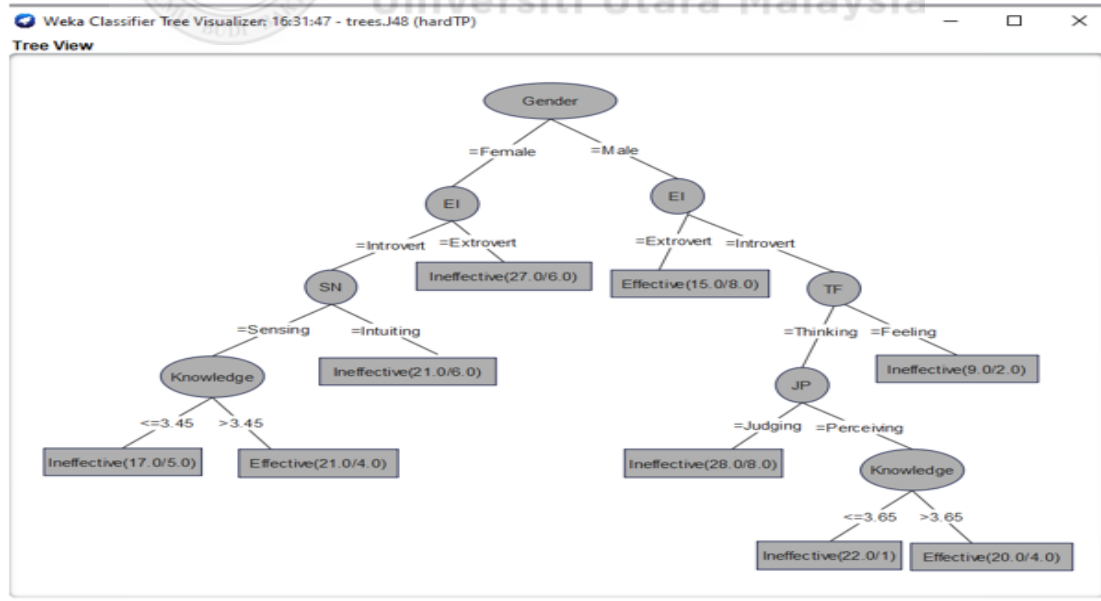 Universiti Utara Malaysia
Weka Classifier Tree Visualizer: 16:31:47 - trees.J48 (hardTP)
Tree View
Gender
=Female =Male
EI EI
=Introvert =Extrovert =Extrovert =Introvert
SN Ineffective(27.0/6.0) Effective(15.0/8.0) TF
=Sensing =Intuiting =Thinking =Feeling
Knowledge Ineffective(21.0/6.0) JP Ineffective(9.0/2.0)
<=3.45 >3.45 =Judging =Perceiving
Ineffective(17.0/5.0) Effective(21.0/4.0) Ineffective(28.0/8.0) Knowledge
<=3.65 >3.65
Ineffective(22.0/1) Effective(20.0/4.0)